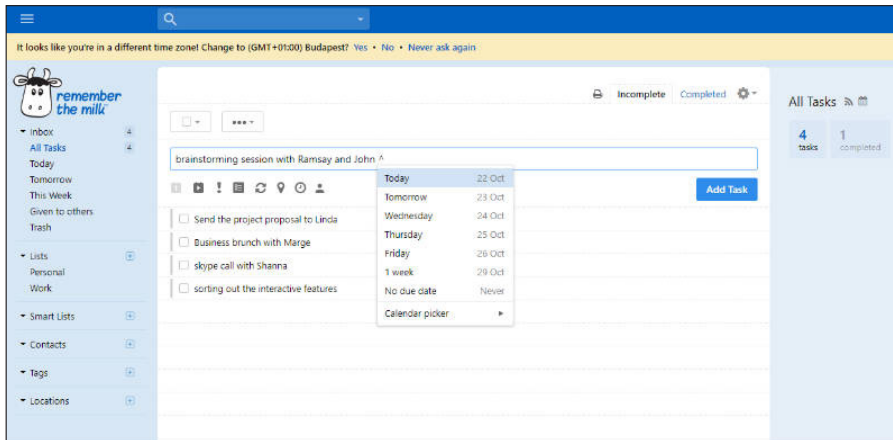 It looks like you're in a different time zone! Change to (GMT+01:00) Budapest? Yes • No • Never ask again
remember
the milk
Inbox 4
All Tasks 4
Today
Tomorrow
This Week
Given to others
Trash
Lists
Personal
Work
Smart Lists
Contacts
Tags
Locations
Incomplete Completed
brainstorming session with Ramsay and John ^
Today 22 Oct
Tomorrow 23 Oct
Wednesday 24 Oct
Thursday 25 Oct
Friday 26 Oct
1 week 29 Oct
No due date Never
Calendar picker
Add Task
Send the project proposal to Linda
Business brunch with Marge
skype call with Shanna
sorting out the interactive features
All Tasks
4 1
tasks completed